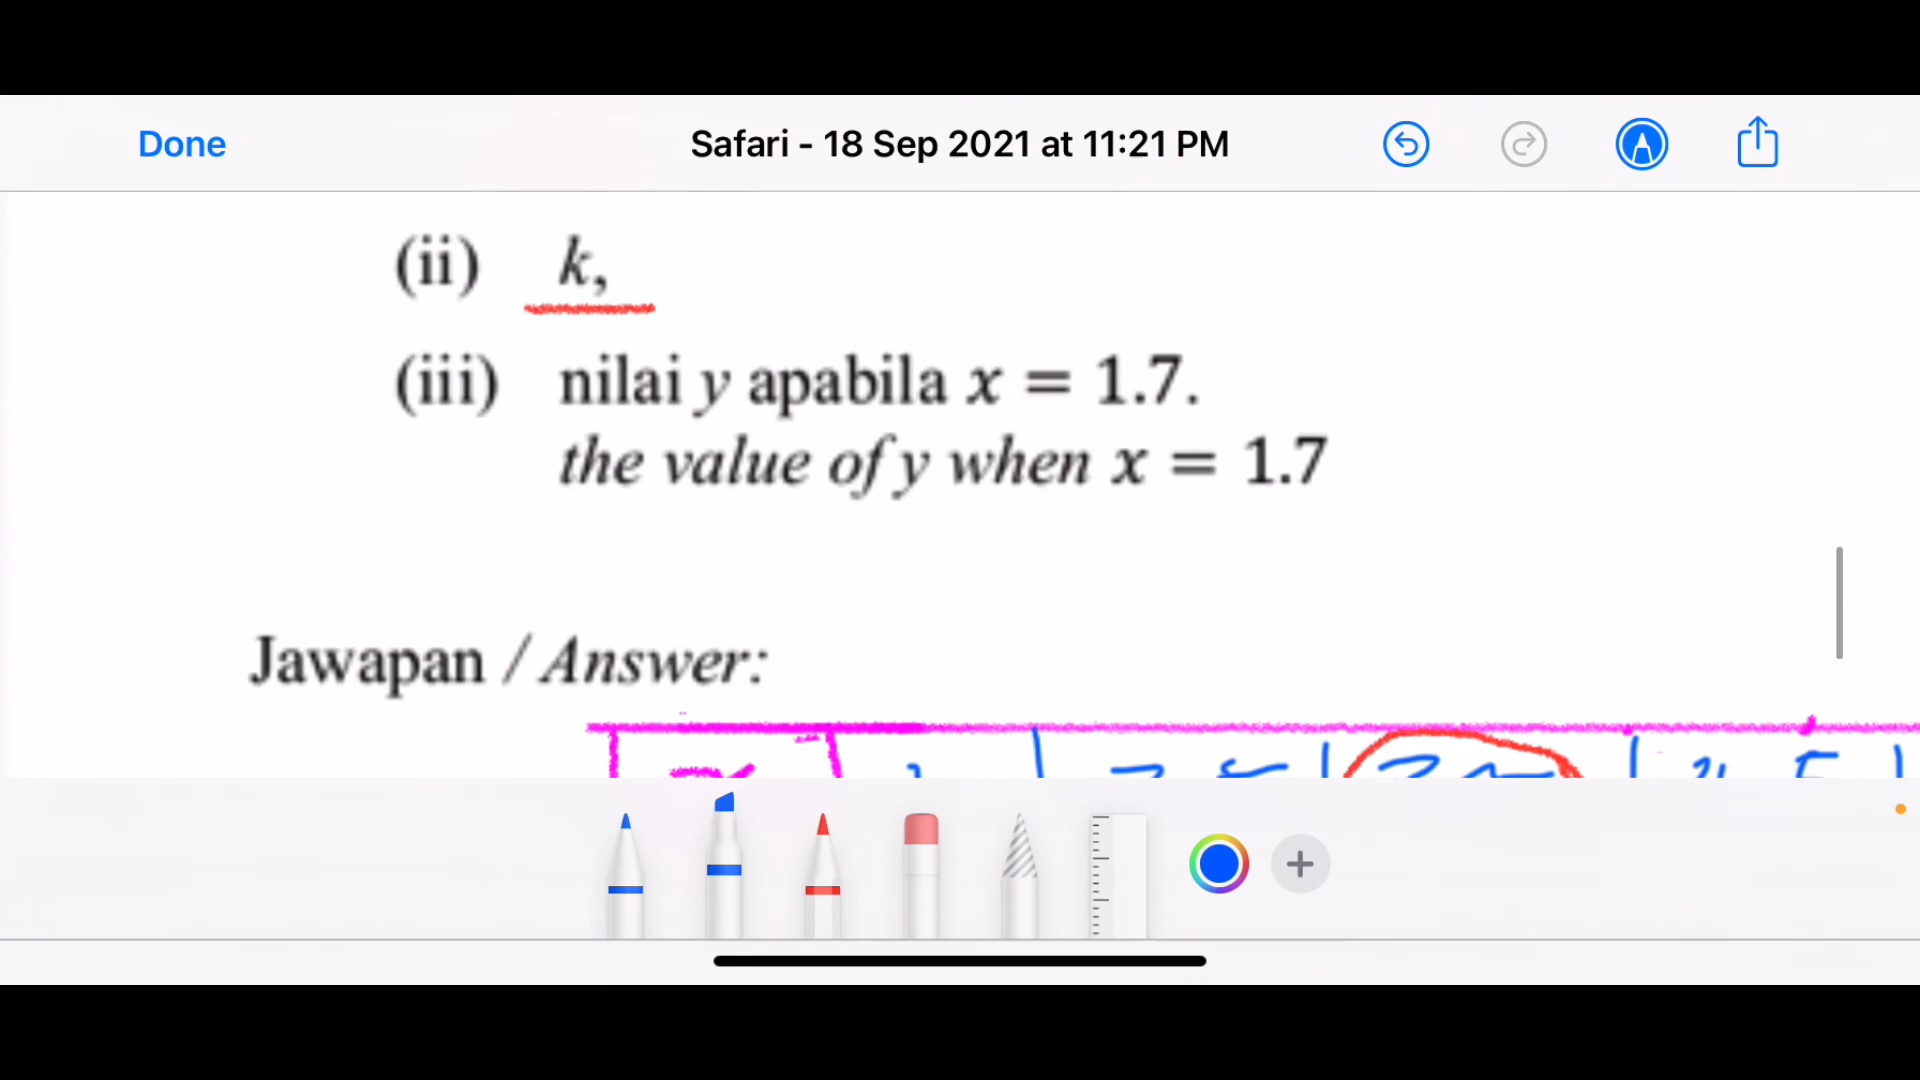 Done Safari - 18 Sep 2021 at 11:21 PM
(ii) k,
(iii) nilai y apabila x = 1.7.
the value of y when x = 1.7
Jawapan / Answer: